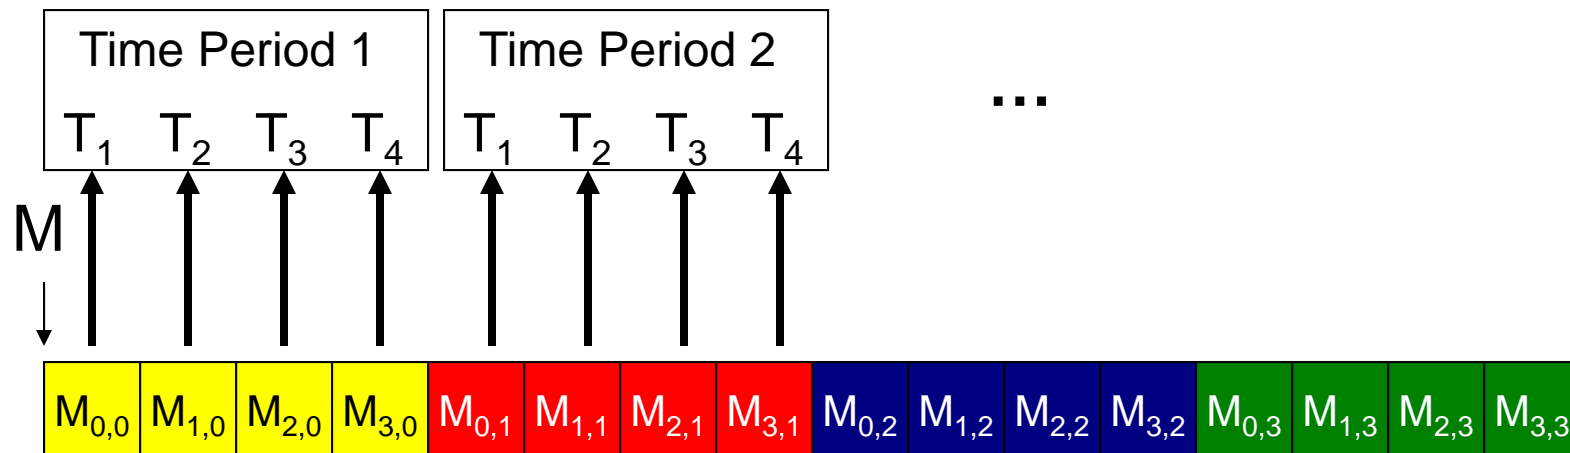 Time Period 1 Time Period 2
...
T1 T2 T3 T4 T1 T2 T3 T4
M
M0,0 M1,0 M2,0 M3,0 M0,1 M1,1 M2,1 M3,1 M0,2 M1,2 M2,2 M3,2 M0,3 M1,3 M2,3 M3,3